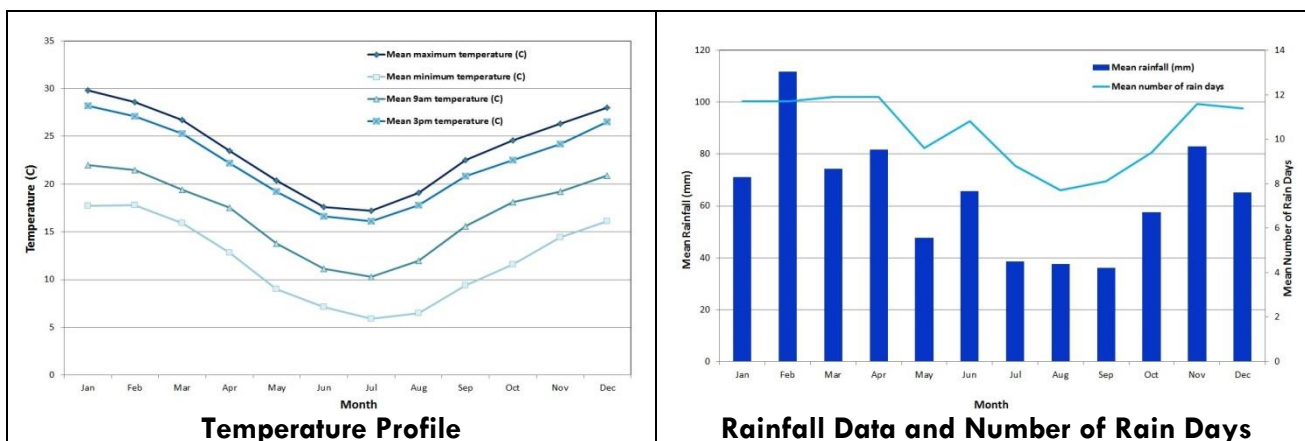 35
30
25
20
15
10
5
0
Temperature (C)
Mean maximum temperature (C)
Mean minimum temperature (C)
Mean 9am temperature (C)
Mean 3pm temperature (C)
Jan Feb Mar Apr May Jun Jul Aug Sep Oct Nov Dec
Month
Temperature Profile
120
100
80
60
40
20
0
Mean Rainfall (mm)
Mean rainfall (mm)
Mean number of rain days
14
12
10
8
6
4
2
0
Mean Number of Rain Days
Jan Feb Mar Apr May Jun Jul Aug Sep Oct Nov Dec
Month
Rainfall Data and Number of Rain Days